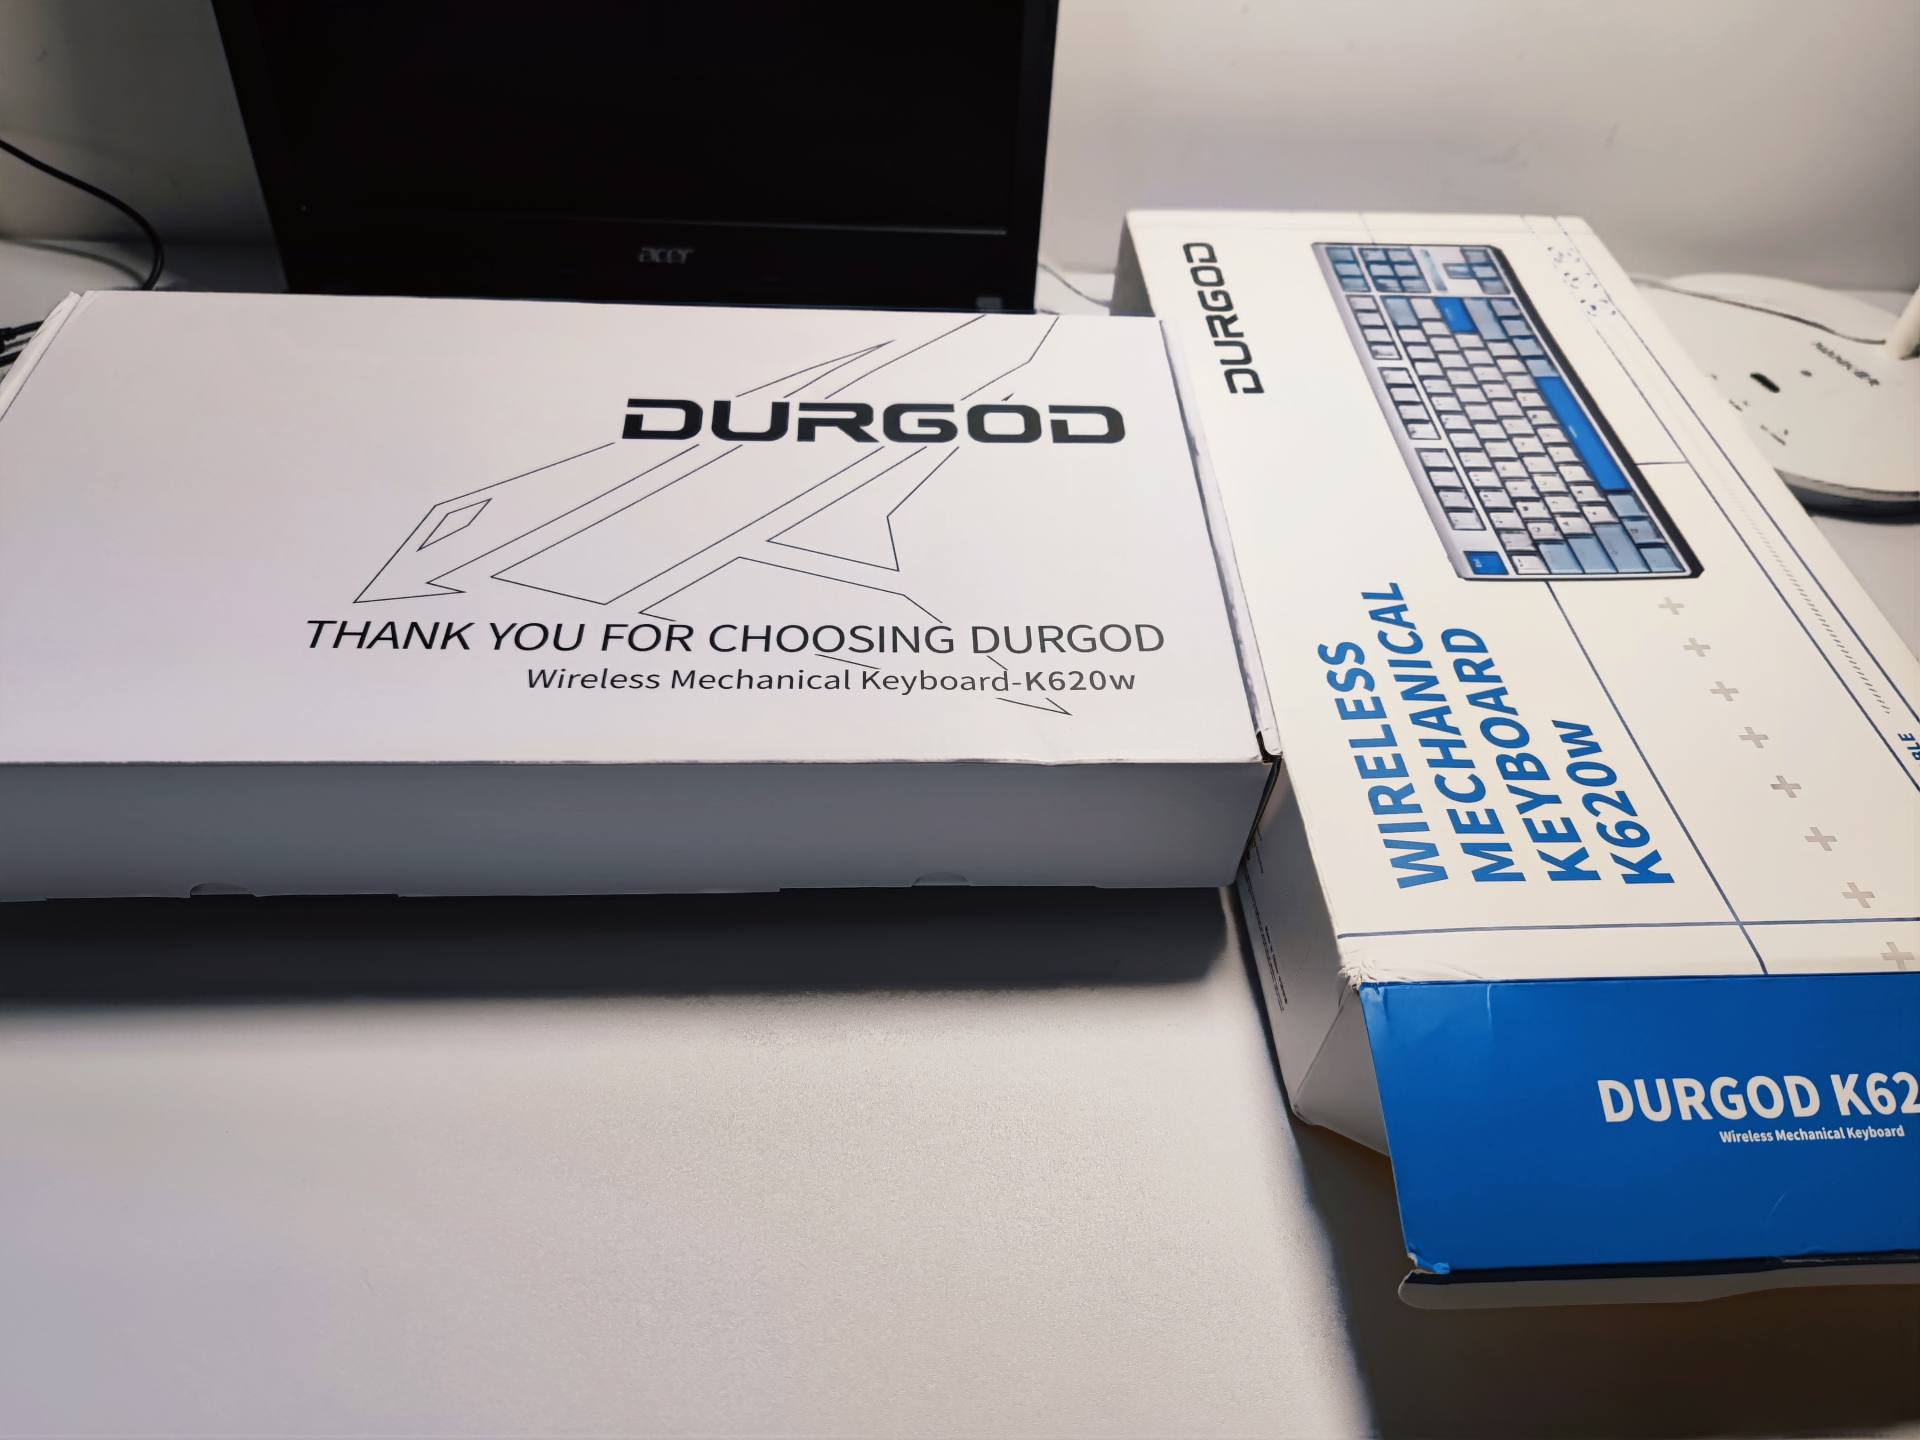 acer
DURGOD
THANK YOU FOR CHOOSING DURGOD
Wireless Mechanical Keyboard-K620w
DURGOD
WIRELESS
MECHANICAL
KEYBOARD
K620w
DURGOD K62
Wireless Mechanical Keyboard